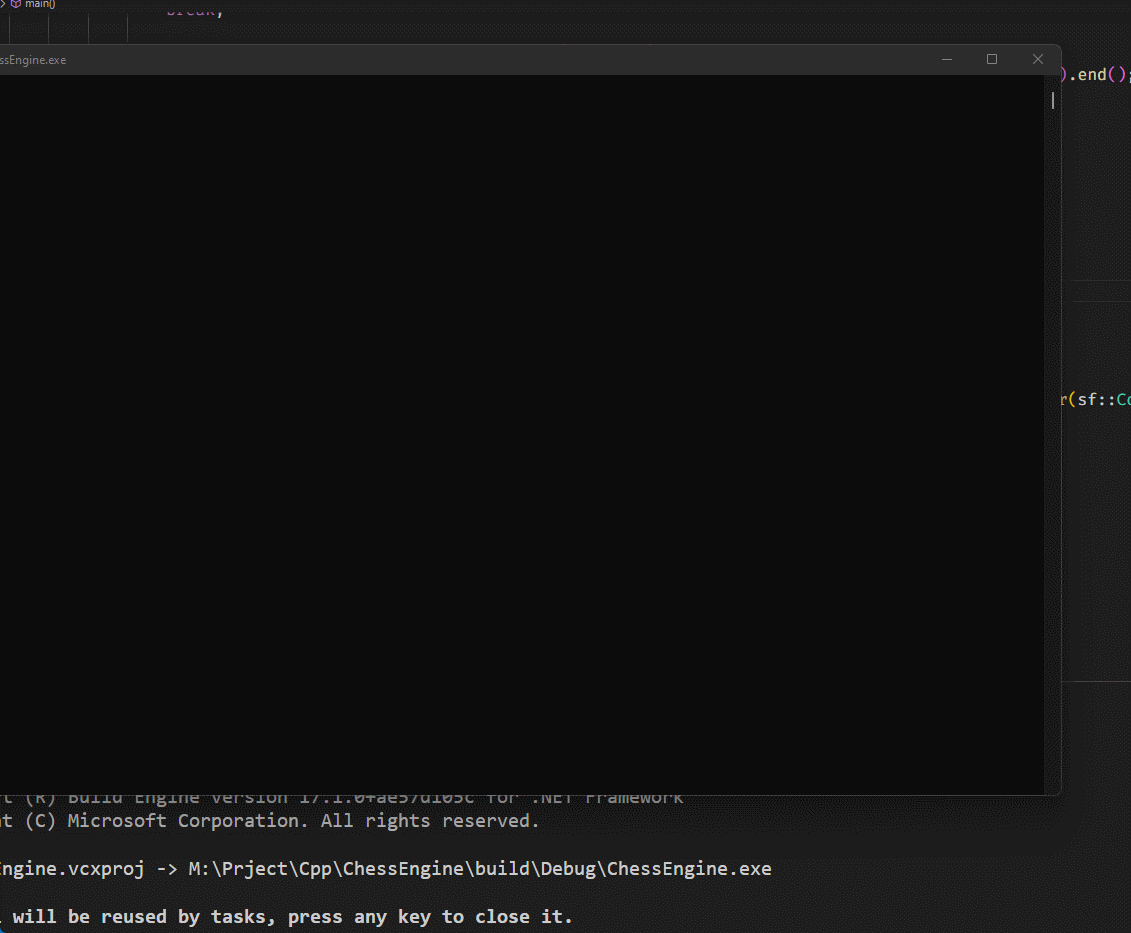 main()
break;
ssEngine.exe
).end();
r(sf::Co
t (R) Build Engine version 17.1.0+ae57d105c for .NET Framework
t (C) Microsoft Corporation. All rights reserved.
Engine.vcxproj -> M:\Prject\Cpp\ChessEngine\build\Debug\ChessEngine.exe
will be reused by tasks, press any key to close it.